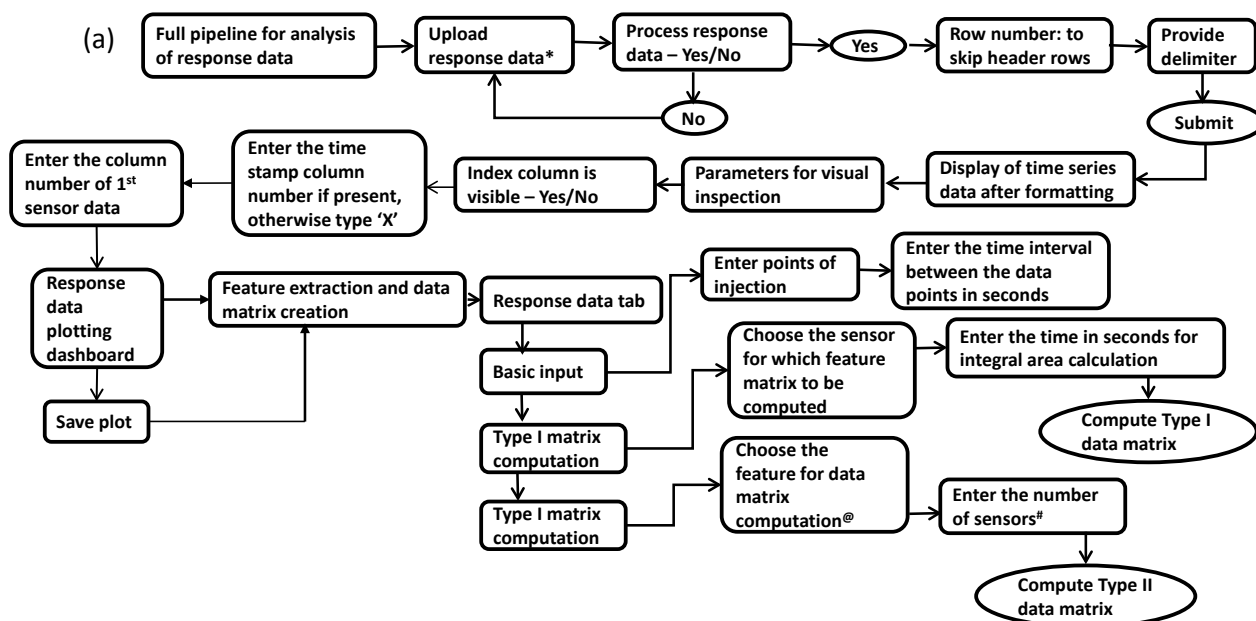 (a)
Full pipeline for analysis
of response data
Upload
response data*
Process response
data – Yes/No
Yes
Row number: to
skip header rows
Provide
delimiter
No
Submit
Enter the column
number of 1st
sensor data
Enter the time
stamp column
number if present,
otherwise type ‘X’
Index column is
visible – Yes/No
Parameters for visual
inspection
Display of time series
data after formatting
Response
data
plotting
dashboard
Feature extraction and data
matrix creation
Response data tab
Enter points of
injection
Enter the time interval
between the data
points in seconds
Basic input
Choose the sensor
for which feature
matrix to be
computed
Enter the time in seconds for
integral area calculation
Save plot
Type I matrix
computation
Compute Type I
data matrix
Type I matrix
computation
Choose the
feature for data
matrix
computation@
Enter the number
of sensors#
Compute Type II
data matrix